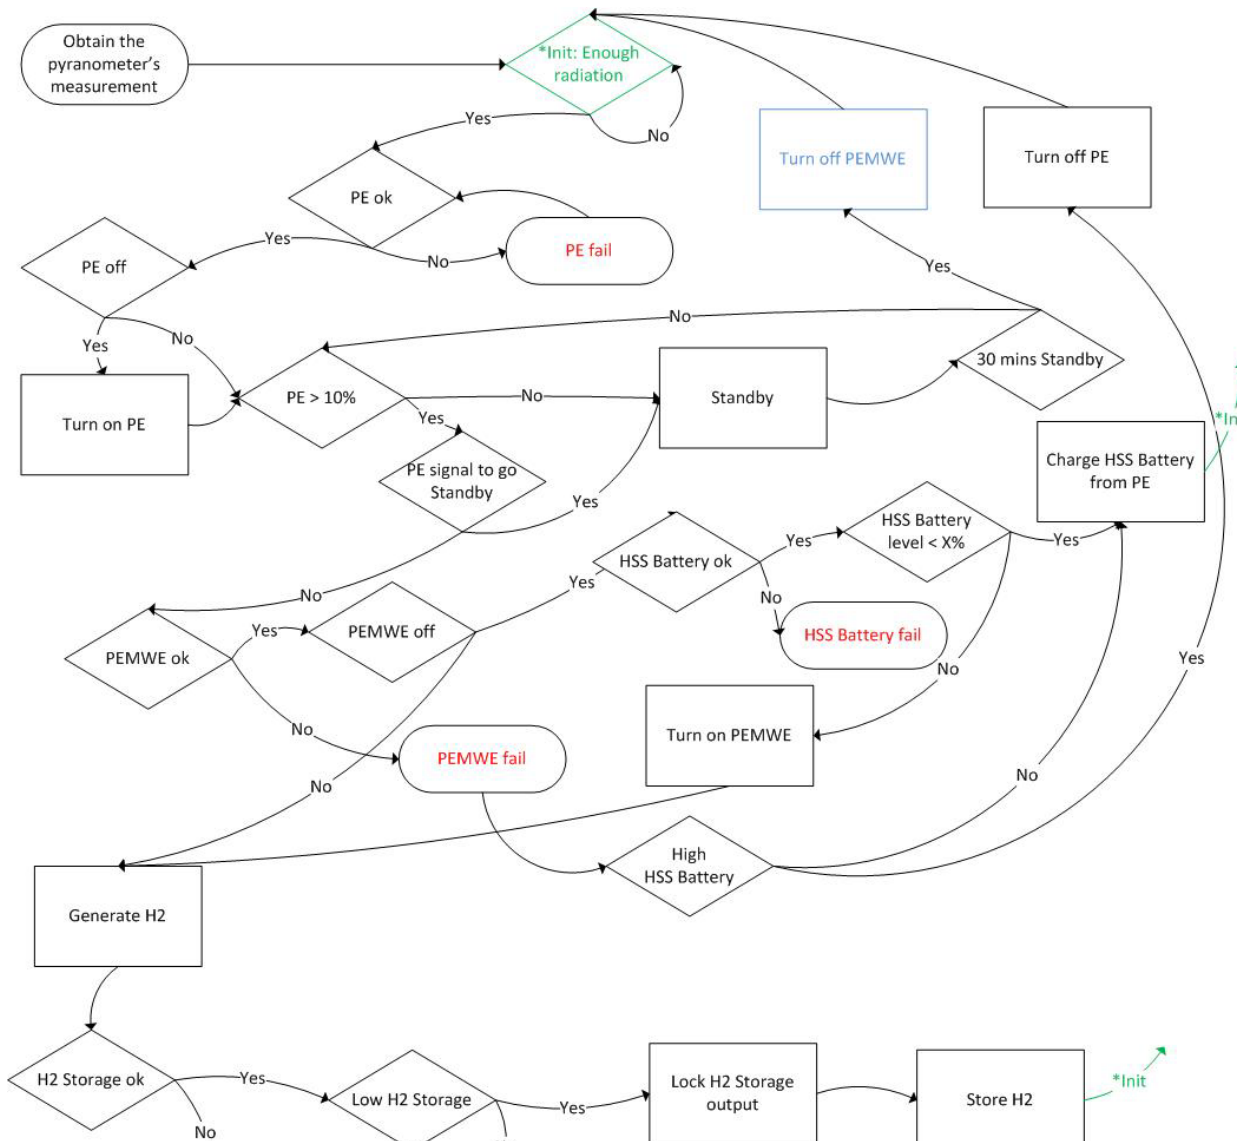 Obtain the
pyranometer's
measurement
*Init: Enough
radiation
Yes
No
Turn off PEMWE
Turn off PE
PE ok
Yes
No
PE fail
PE off
Yes
No
Yes
No
30 mins Standby
Turn on PE
PE > 10%
No
Yes
Standby
*In
Charge HSS Battery
from PE
PE signal to go
Standby
Yes
No
HSS Battery ok
Yes
No
HSS Battery
level < X%
Yes
No
HSS Battery fail
PEMWE ok
Yes
No
PEMWE off
Yes
No
PEMWE fail
Turn on PEMWE
High
HSS Battery
No
Yes
Generate H2
H2 Storage ok
Yes
No
Low H2 Storage
Yes
Lock H2 Storage
output
Store H2
*Init